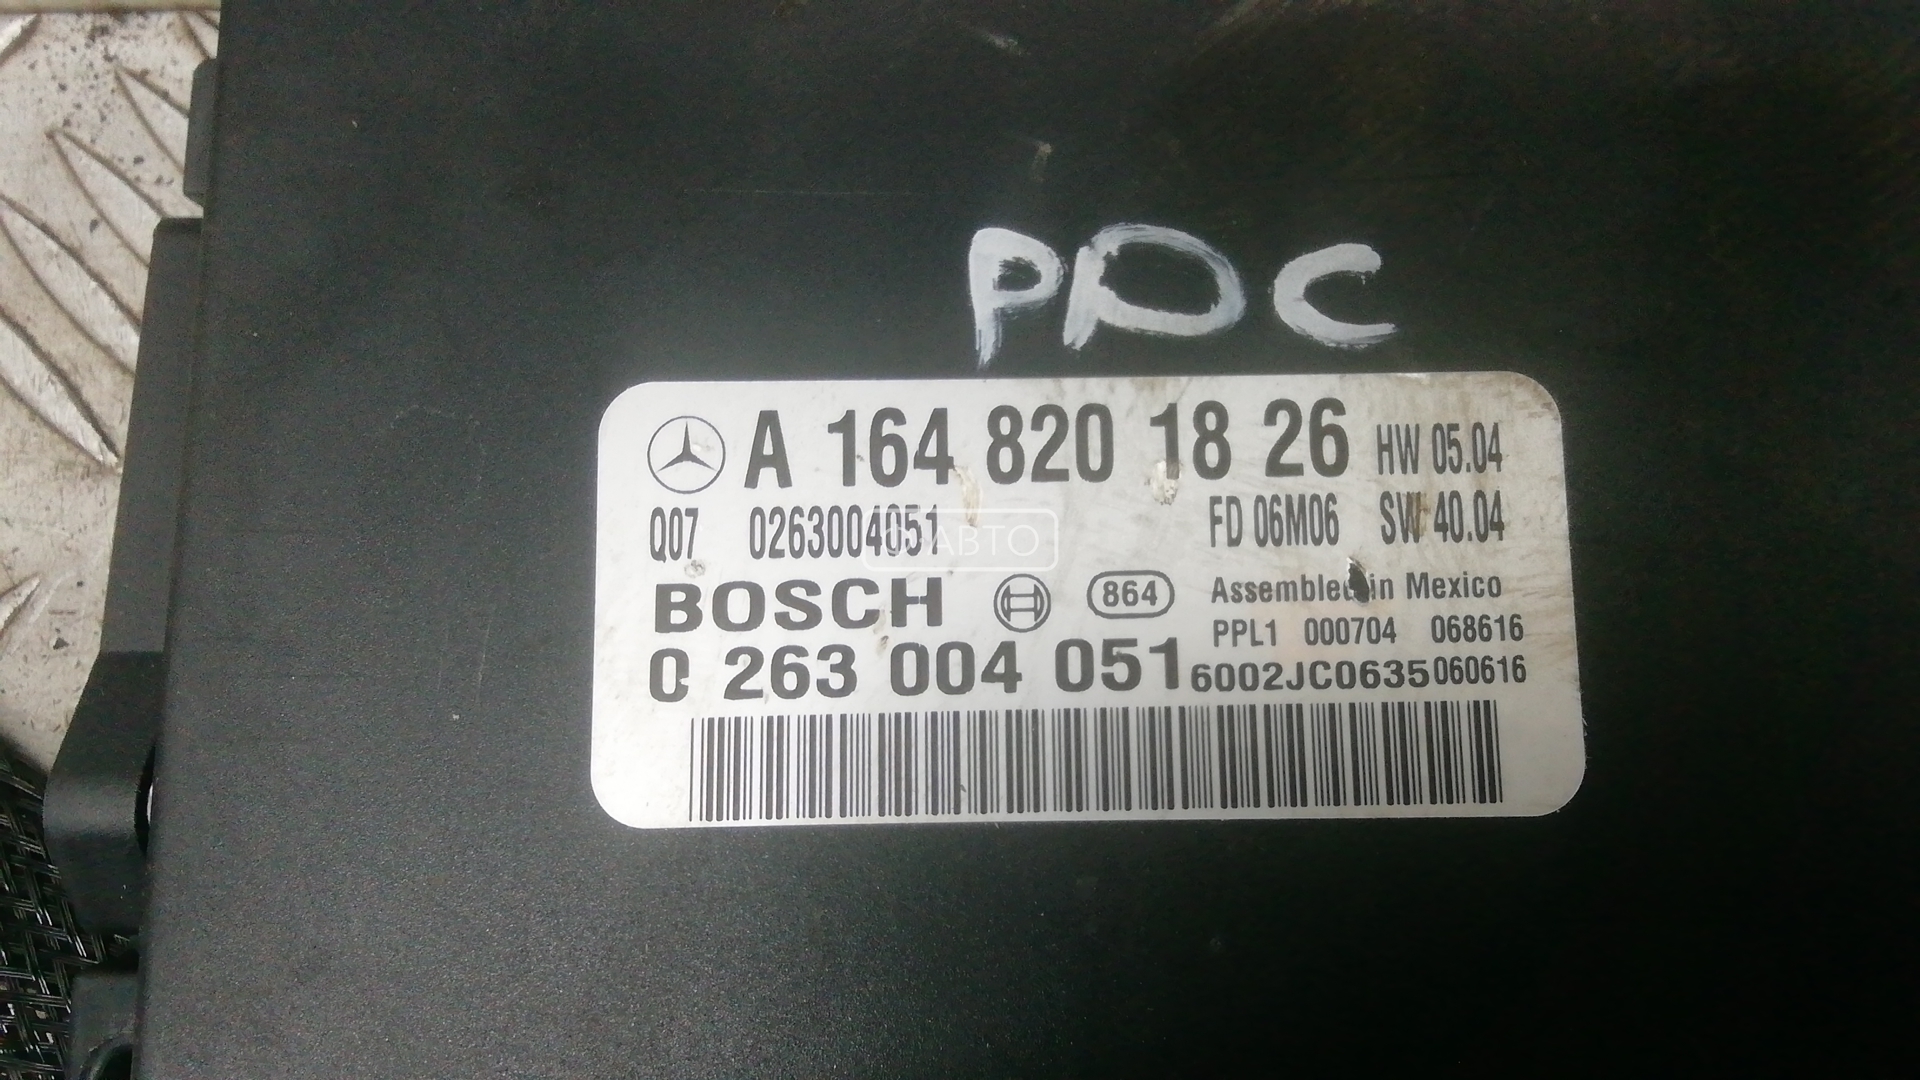 PDC
A 164 820 18 26 HW 05.04
Q07 0263004051 FD 06M06 SW 40.04
BOSCH 864 Assembled in Mexico
PPL1 000704 068616
0 263 004 051 6002JC0635 060616
АВТО